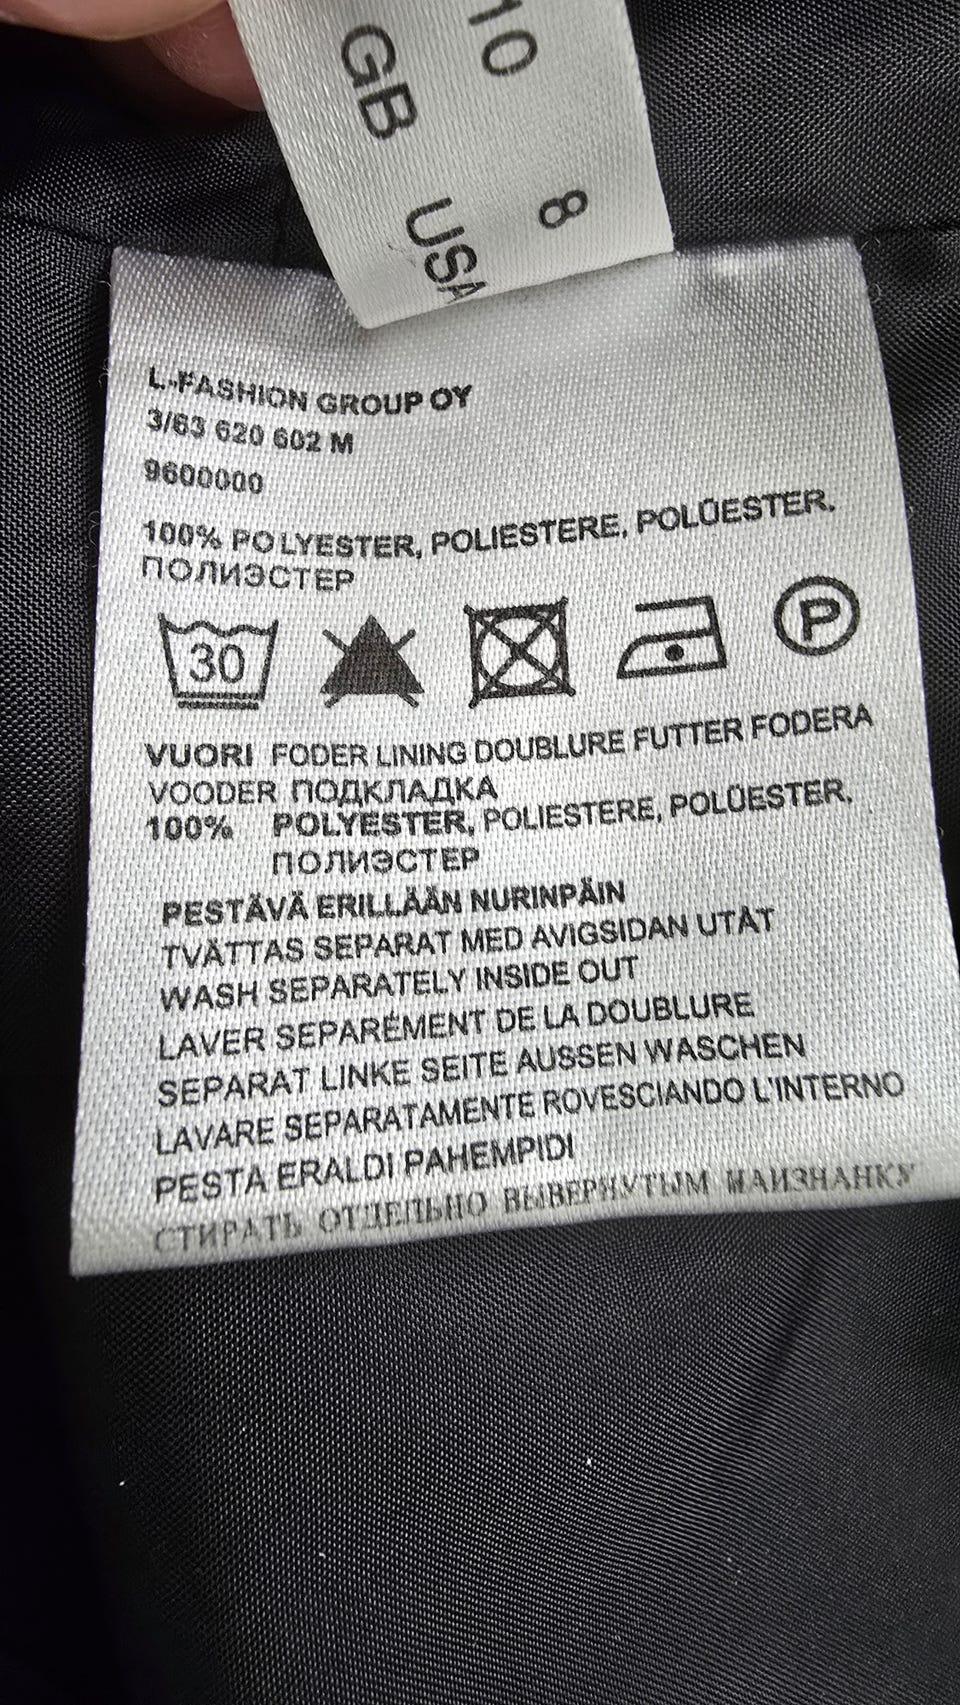 10 8
GB USA
L-FASHION GROUP OY
3/63 620 602 M
9600000
100% POLYESTER, POLIESTERE, POLÜESTER,
ПОЛИЭСТЕР
30
P
VUORI FODER LINING DOUBLURE FUTTER FODERA
VOODER ПОДКЛАДКА
100% POLYESTER, POLIESTERE, POLÜESTER,
ПОЛИЭСТЕР
PESTÄVÄ ERILLÄÄN NURINPÄIN
TVÄTTAS SEPARAT MED AVIGSIDAN UTÅT
WASH SEPARATELY INSIDE OUT
LAVER SEPARÉMENT DE LA DOUBLURE
SEPARAT LINKE SEITE AUSSEN WASCHEN
LAVARE SEPARATAMENTE ROVESCIANDO L'INTERNO
PESTA ERALDI PAHEMPIDI
СТИРАТЬ ОТДЕЛЬНО ВЫВЕРНУТЫМ НАИЗНАНКУ